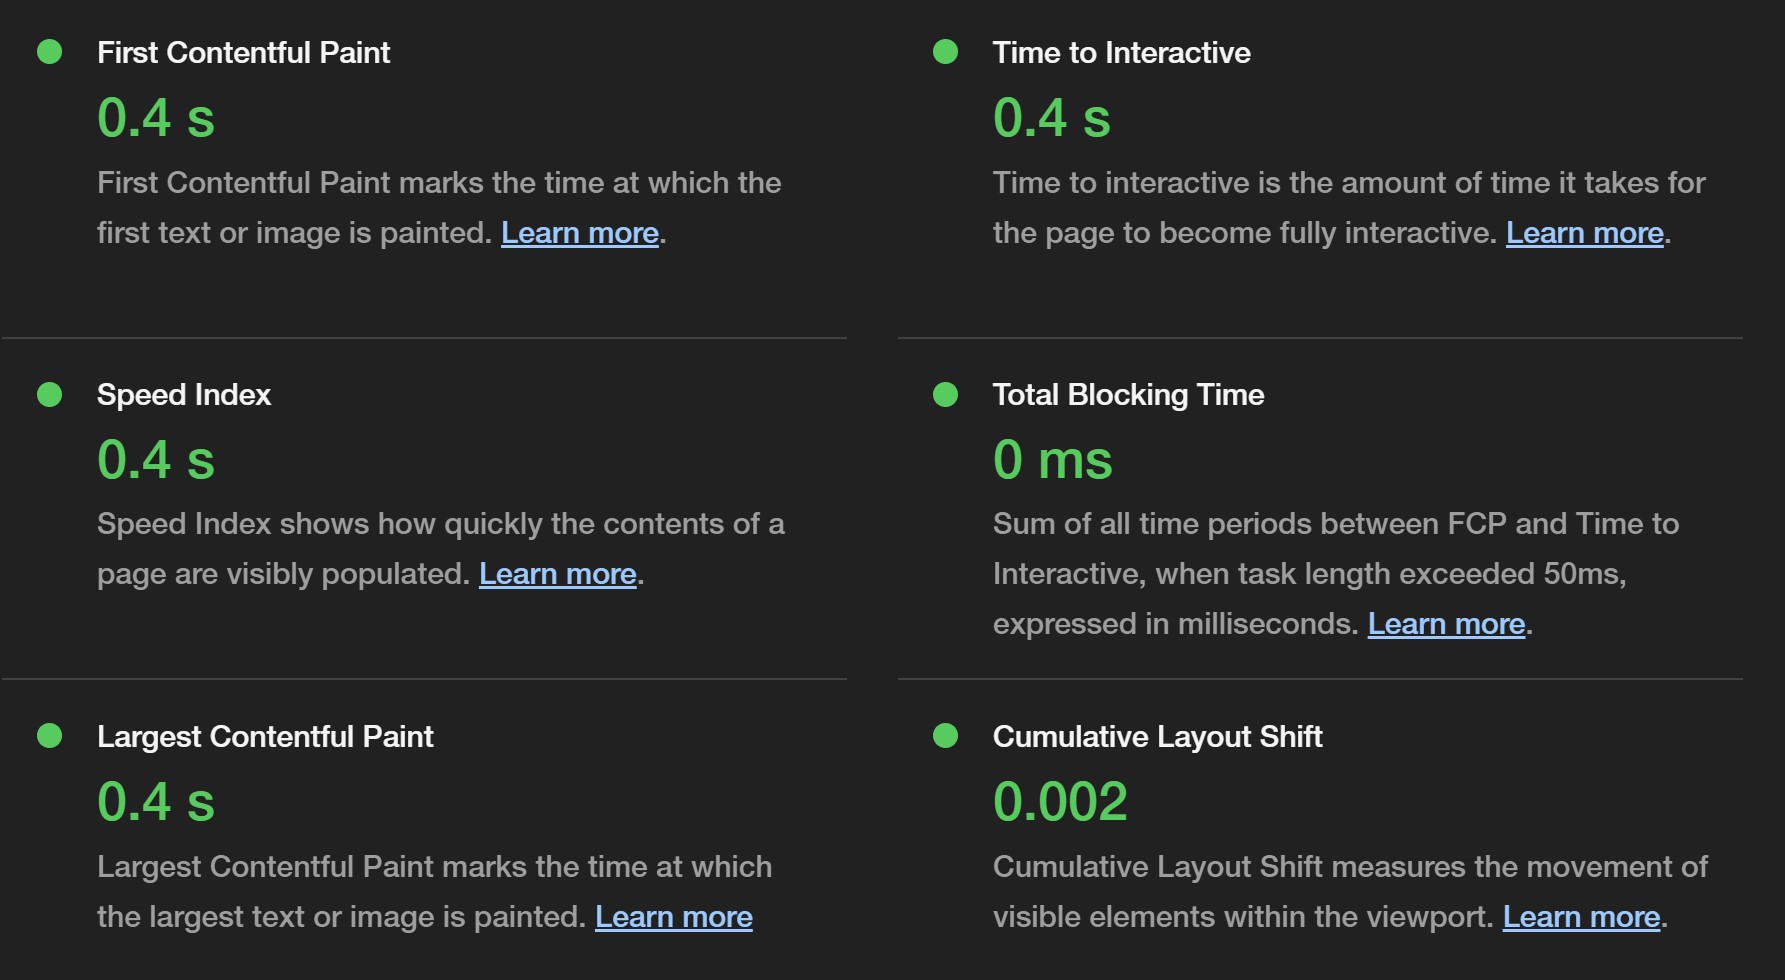 First Contentful Paint
0.4 s
First Contentful Paint marks the time at which the
first text or image is painted. Learn more.
Time to Interactive
0.4 s
Time to interactive is the amount of time it takes for
the page to become fully interactive. Learn more.
Speed Index
0.4 s
Speed Index shows how quickly the contents of a
page are visibly populated. Learn more.
Total Blocking Time
0 ms
Sum of all time periods between FCP and Time to
Interactive, when task length exceeded 50ms,
expressed in milliseconds. Learn more.
Largest Contentful Paint
0.4 s
Largest Contentful Paint marks the time at which
the largest text or image is painted. Learn more
Cumulative Layout Shift
0.002
Cumulative Layout Shift measures the movement of
visible elements within the viewport. Learn more.